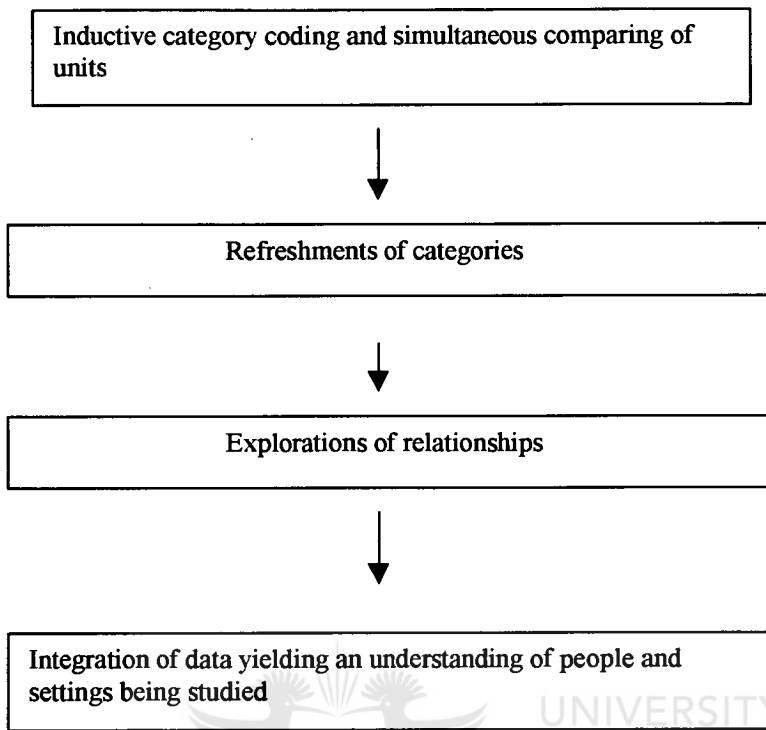 Inductive category coding and simultaneous comparing of
units
Refreshments of categories
Explorations of relationships
Integration of data yielding an understanding of people and
settings being studied
UNIVERSITY